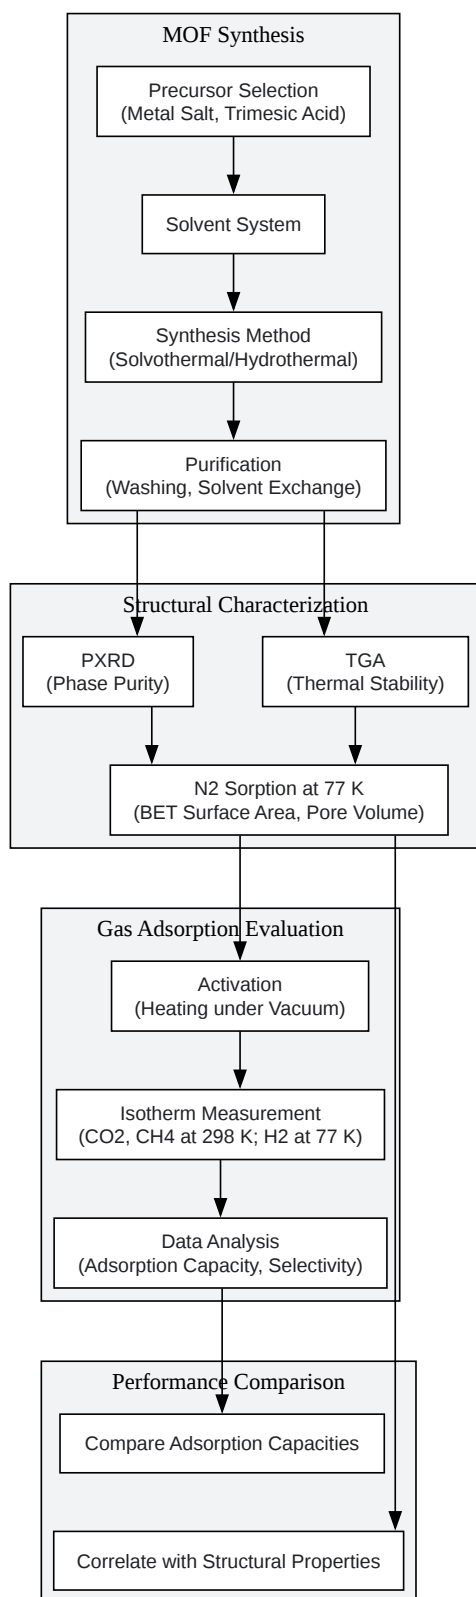 MOF Synthesis
Precursor Selection
(Metal Salt, Trimesic Acid)
Solvent System
Synthesis Method
(Solvothermal/Hydrothermal)
Purification
(Washing, Solvent Exchange)
Structural Characterization
PXRD
(Phase Purity)
TGA
(Thermal Stability)
N2 Sorption at 77 K
(BET Surface Area, Pore Volume)
Gas Adsorption Evaluation
Activation
(Heating under Vacuum)
Isotherm Measurement
(CO2, CH4 at 298 K; H2 at 77 K)
Data Analysis
(Adsorption Capacity, Selectivity)
Performance Comparison
Compare Adsorption Capacities
Correlate with Structural Properties